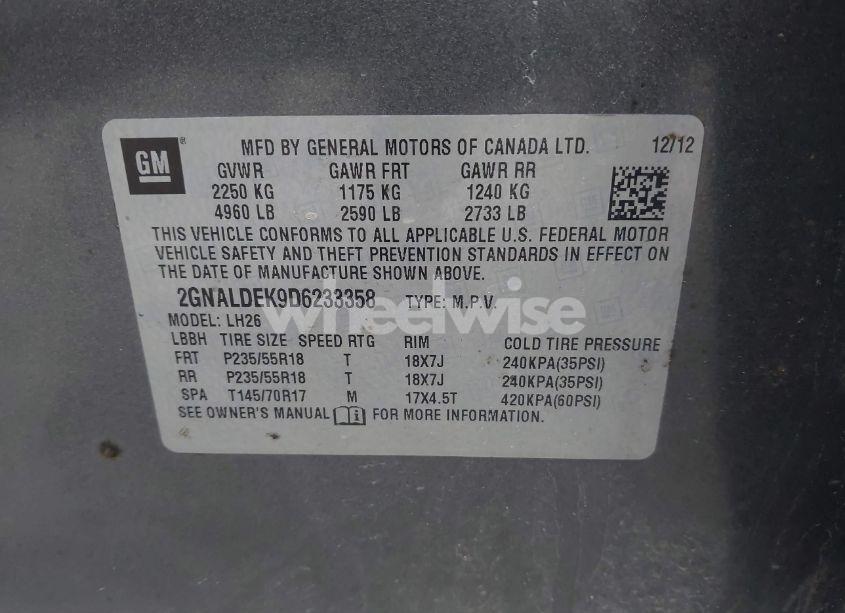 GM ® MFD BY GENERAL MOTORS OF CANADA LTD. 12/12
GVWR GAWR FRT GAWR RR
2250 KG 1175 KG 1240 KG
4960 LB 2590 LB 2733 LB
THIS VEHICLE CONFORMS TO ALL APPLICABLE U.S. FEDERAL MOTOR
VEHICLE SAFETY AND THEFT PREVENTION STANDARDS IN EFFECT ON
THE DATE OF MANUFACTURE SHOWN ABOVE.
2GNALDEK9D6233358 TYPE: M.P.V.
wheelwise
MODEL: LH26
LBBH TIRE SIZE SPEED RTG RIM COLD TIRE PRESSURE
FRT P235/55R18 T 18X7J 240KPA(35PSI)
RR P235/55R18 T 18X7J 240KPA(35PSI)
SPA T145/70R17 M 17X4.5T 420KPA(60PSI)
SEE OWNER'S MANUAL i FOR MORE INFORMATION.